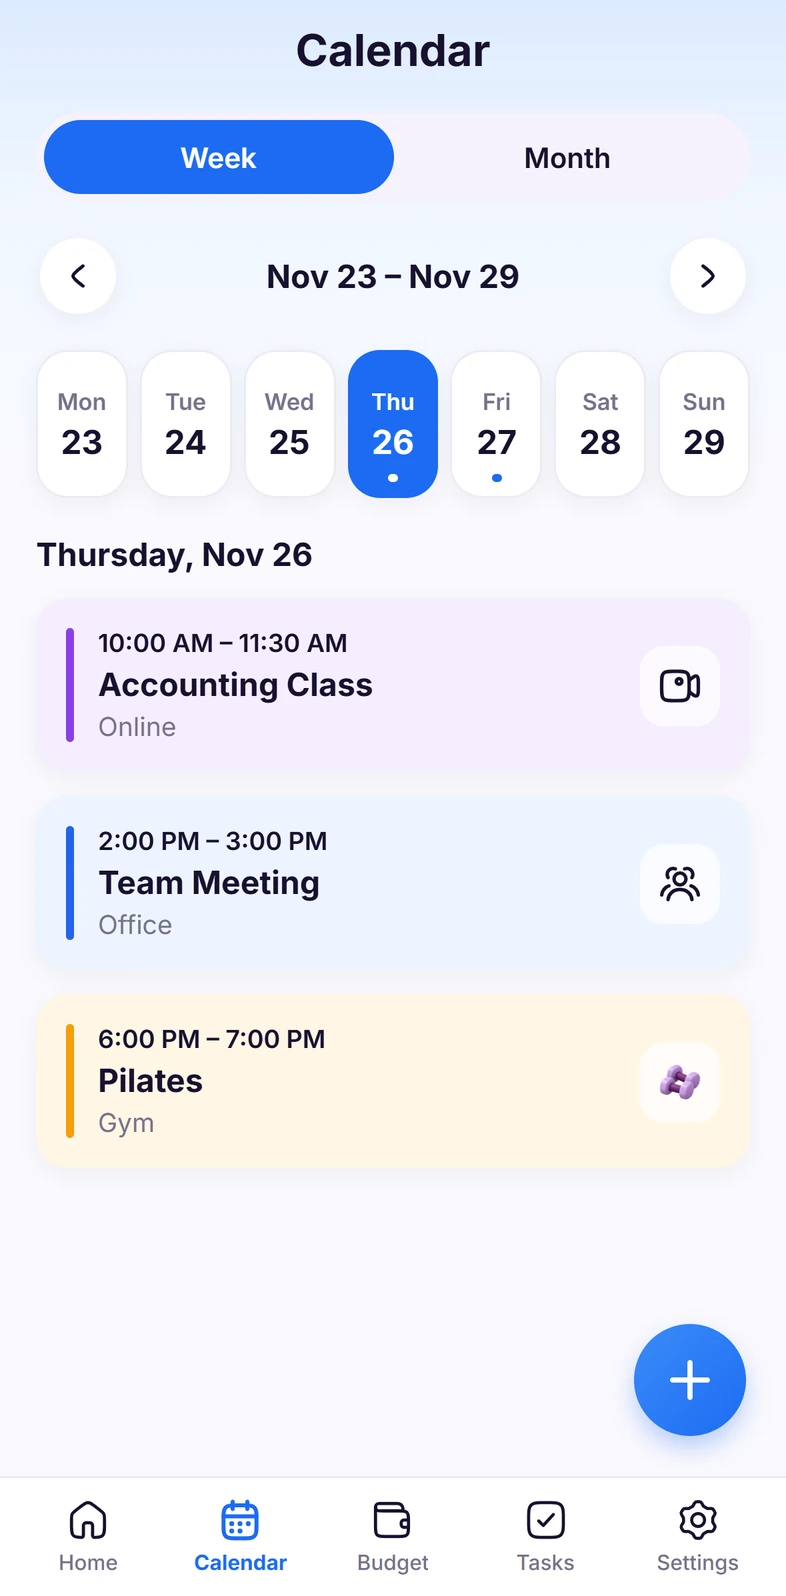 Calendar
Week Month
Nov 23 – Nov 29
Mon Tue Wed Thu Fri Sat Sun
23 24 25 26 27 28 29
Thursday, Nov 26
10:00 AM – 11:30 AM
Accounting Class
Online
2:00 PM – 3:00 PM
Team Meeting
Office
6:00 PM – 7:00 PM
Pilates
Gym
Home Calendar Budget Tasks Settings